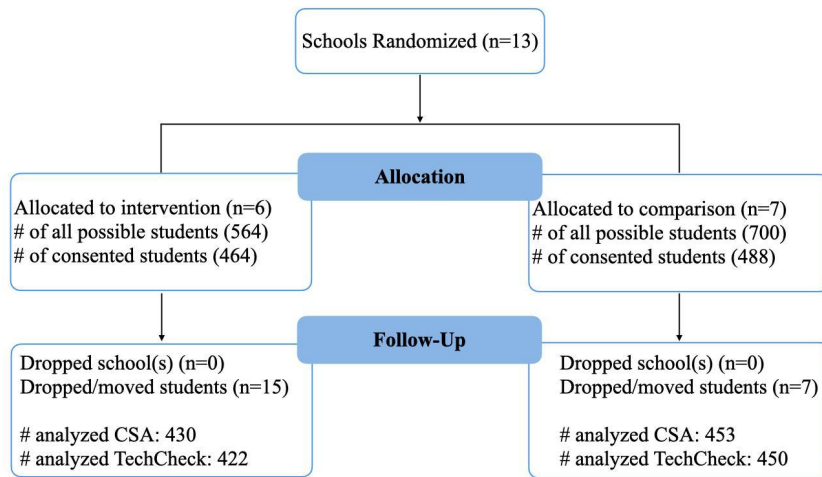 Schools Randomized (n=13)
Allocation
Allocated to intervention (n=6)
# of all possible students (564)
# of consented students (464)
Allocated to comparison (n=7)
# of all possible students (700)
# of consented students (488)
Follow-Up
Dropped school(s) (n=0)
Dropped/moved students (n=15)
# analyzed CSA: 430
# analyzed TechCheck: 422
Dropped school(s) (n=0)
Dropped/moved students (n=7)
# analyzed CSA: 453
# analyzed TechCheck: 450